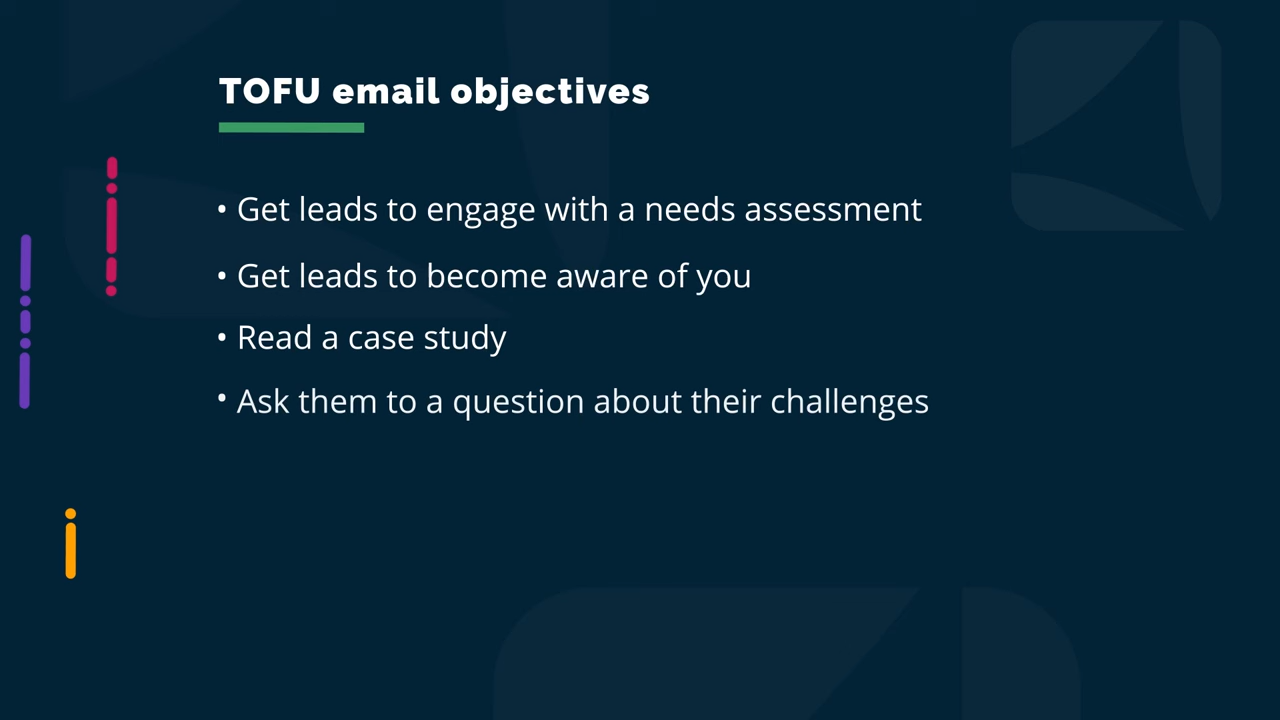 TOFU email objectives
• Get leads to engage with a needs assessment
• Get leads to become aware of you
• Read a case study
• Ask them to a question about their challenges